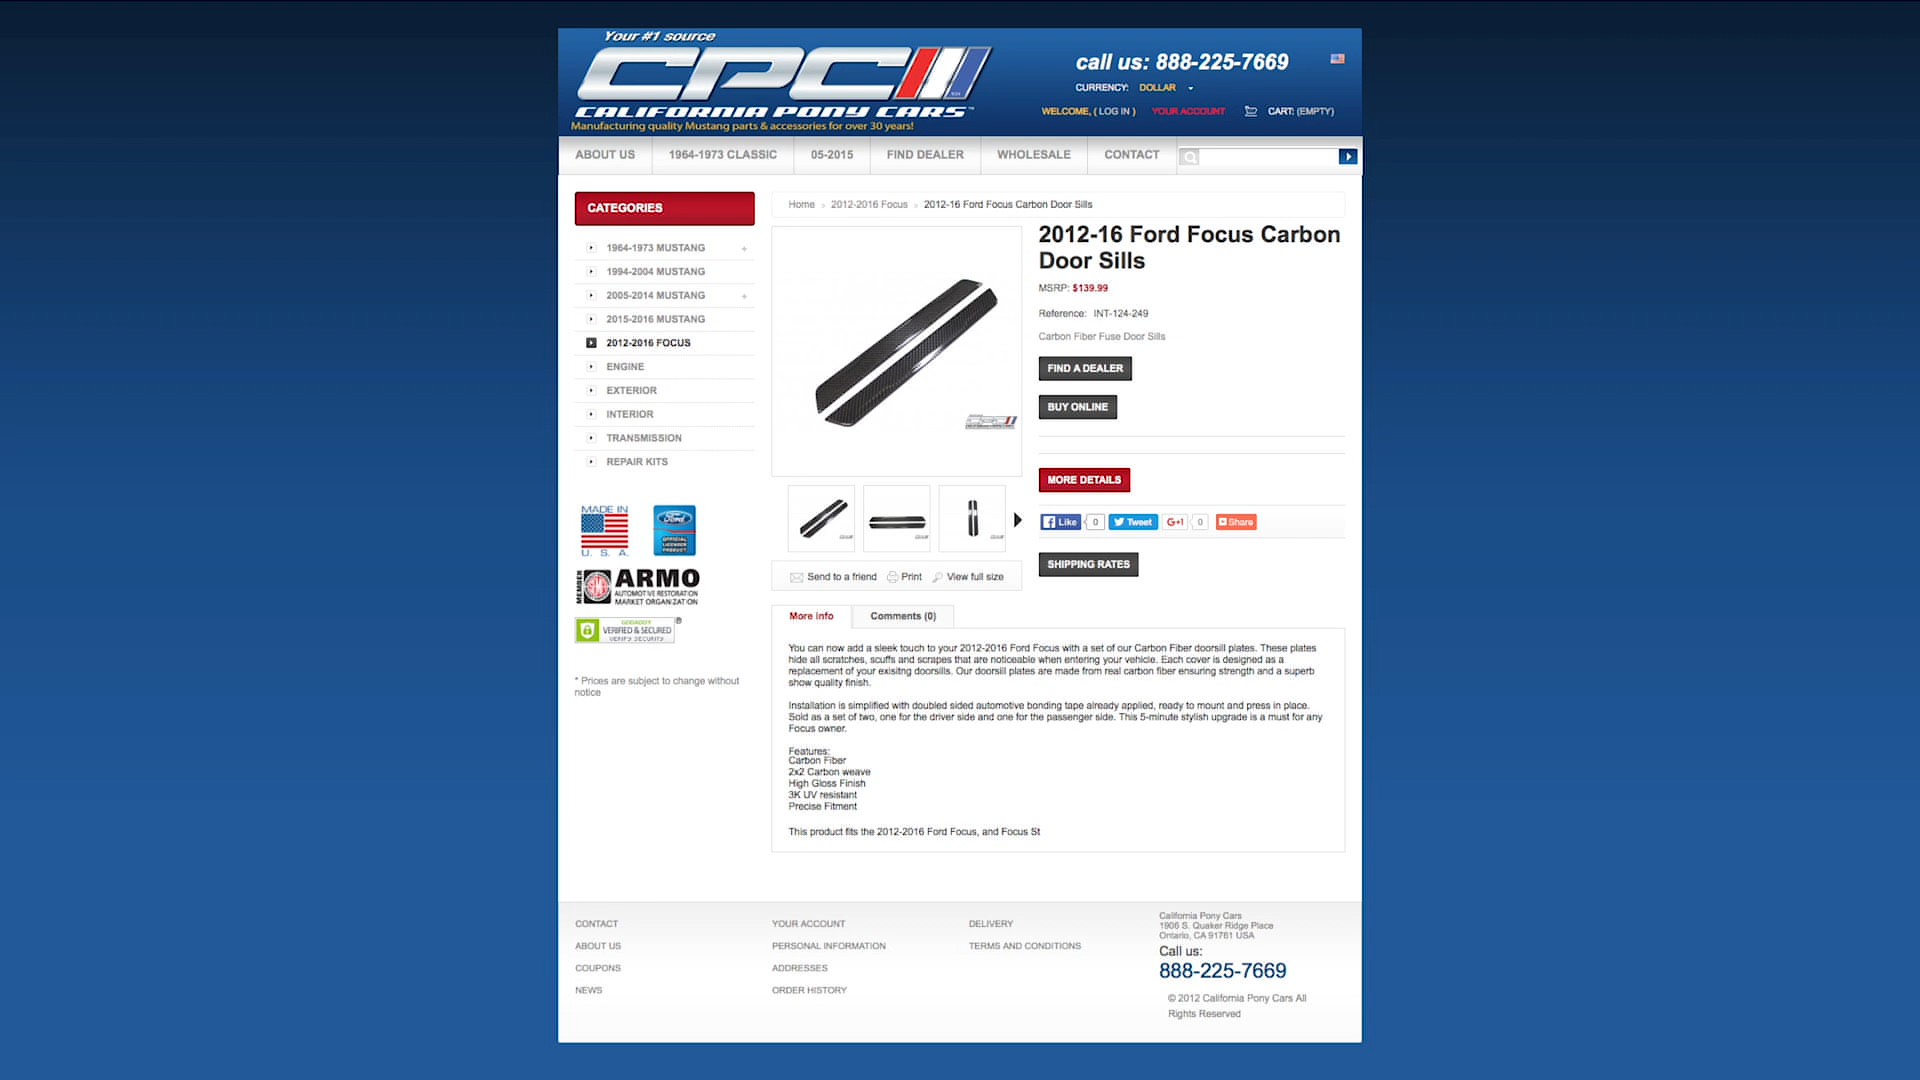 Your #1 source
CPC
CALIFORNIA PONY CARS™
Manufacturing quality Mustang parts & accessories for over 30 years!
call us: 888-225-7669
CURRENCY: DOLLAR
WELCOME, ( LOG IN ) YOUR ACCOUNT CART: (EMPTY)
ABOUT US 1964-1973 CLASSIC 05-2015 FIND DEALER WHOLESALE CONTACT
CATEGORIES
1964-1973 MUSTANG +
1994-2004 MUSTANG
2005-2014 MUSTANG +
2015-2016 MUSTANG
2012-2016 FOCUS
ENGINE
EXTERIOR
INTERIOR
TRANSMISSION
REPAIR KITS
MADE IN
U. S. A.
Ford
OFFICIAL
LICENSED
PRODUCT
MEMBER
ARMO
AUTOMOTIVE RESTORATION
MARKET ORGANIZATION
GODADDY
VERIFIED & SECURED
VERIFY SECURITY
®
* Prices are subject to change without
notice
Home > 2012-2016 Focus > 2012-16 Ford Focus Carbon Door Sills
CPC
CALIFORNIA PONY CARS
2012-16 Ford Focus Carbon
Door Sills
MSRP: $139.99
Reference: INT-124-249
Carbon Fiber Fuse Door Sills
FIND A DEALER
BUY ONLINE
MORE DETAILS
Like 0 Tweet G+1 0 Share
SHIPPING RATES
Send to a friend Print View full size
More info Comments (0)
You can now add a sleek touch to your 2012-2016 Ford Focus with a set of our Carbon Fiber doorsill plates. These plates
hide all scratches, scuffs and scrapes that are noticeable when entering your vehicle. Each cover is designed as a
replacement of your exisitng doorsills. Our doorsill plates are made from real carbon fiber ensuring strength and a superb
show quality finish.
Installation is simplified with doubled sided automotive bonding tape already applied, ready to mount and press in place.
Sold as a set of two, one for the driver side and one for the passenger side. This 5-minute stylish upgrade is a must for any
Focus owner.
Features:
Carbon Fiber
2x2 Carbon weave
High Gloss Finish
3K UV resistant
Precise Fitment
This product fits the 2012-2016 Ford Focus, and Focus St
CONTACT
ABOUT US
COUPONS
NEWS
YOUR ACCOUNT
PERSONAL INFORMATION
ADDRESSES
ORDER HISTORY
DELIVERY
TERMS AND CONDITIONS
California Pony Cars
1906 S. Quaker Ridge Place
Ontario, CA 91761 USA
Call us:
888-225-7669
© 2012 California Pony Cars All
Rights Reserved